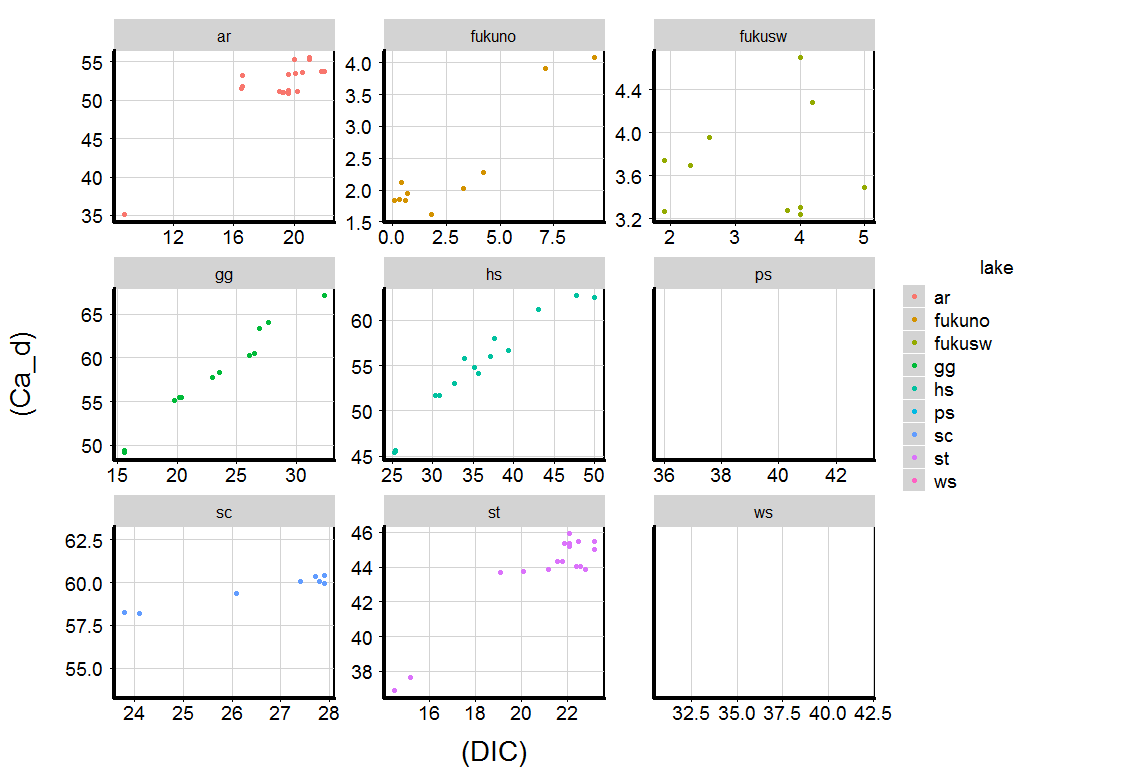 ar fukuno fukusw
55
50
45
40
35
12 16 20
4.0
3.5
3.0
2.5
2.0
1.5
0.0 2.5 5.0 7.5
4.4
4.0
3.6
3.2
2 3 4 5
gg hs ps
65
60
55
50
15 20 25 30
60
55
50
45
25 30 35 40 45 50
36 38 40 42
sc st ws
62.5
60.0
57.5
55.0
24 25 26 27 28
46
44
42
40
38
16 18 20 22
32.5 35.0 37.5 40.0 42.5
(Ca_d)
(DIC)
lake
ar
fukuno
fukusw
gg
hs
ps
sc
st
ws